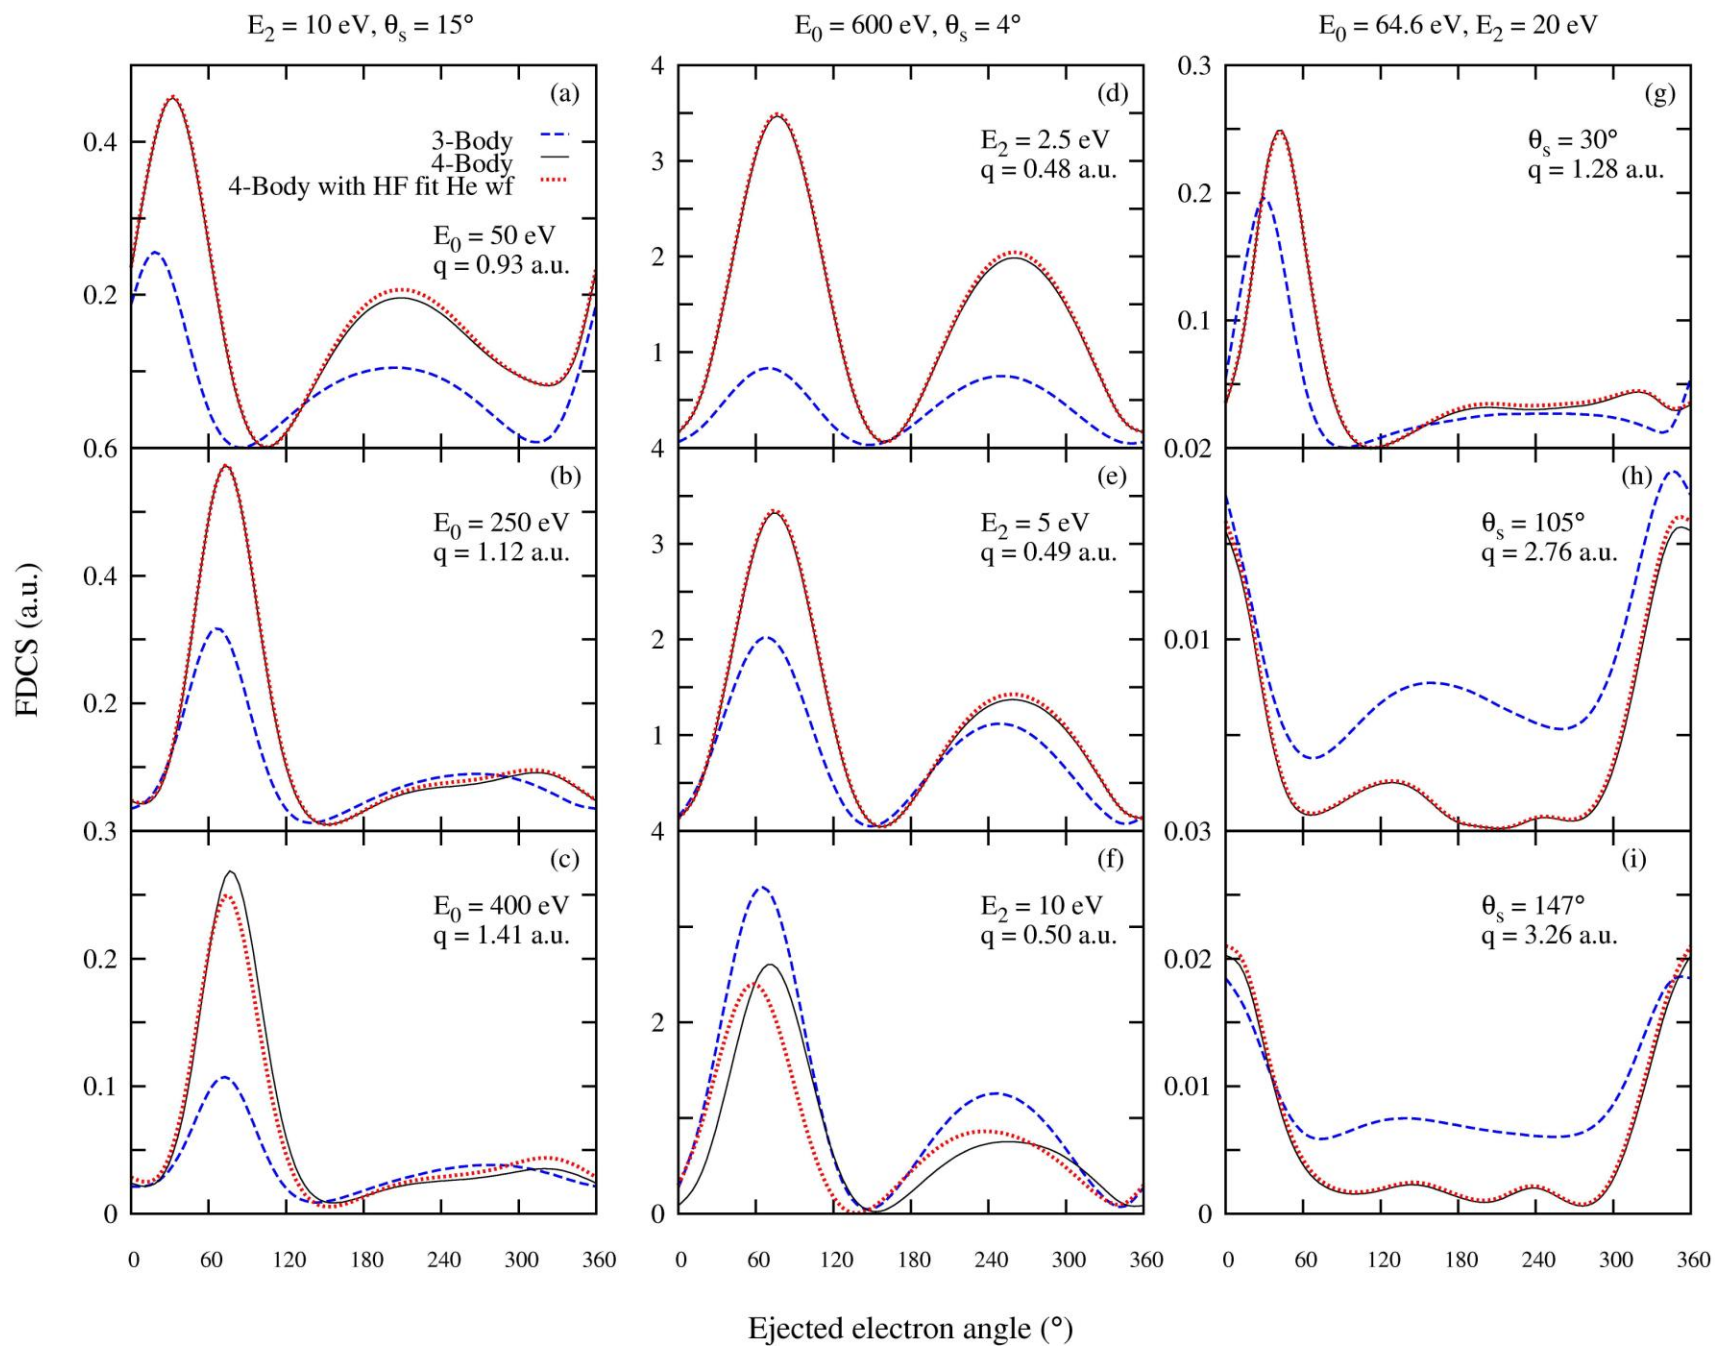 E2 = 10 eV, θs = 15°
E0 = 600 eV, θs = 4°
E0 = 64.6 eV, E2 = 20 eV
FDCS (a.u.)
(a)
3-Body
4-Body
4-Body with HF fit He wf
E0 = 50 eV
q = 0.93 a.u.
0.4
0.2
0.6
(b)
E0 = 250 eV
q = 1.12 a.u.
0.4
0.2
0.3
(c)
E0 = 400 eV
q = 1.41 a.u.
0.2
0.1
0
0 60 120 180 240 300 360
4
(d)
E2 = 2.5 eV
q = 0.48 a.u.
3
2
1
4
(e)
E2 = 5 eV
q = 0.49 a.u.
3
2
1
4
(f)
E2 = 10 eV
q = 0.50 a.u.
2
0
0 60 120 180 240 300 360
0.3
(g)
θs = 30°
q = 1.28 a.u.
0.2
0.1
0.02
(h)
θs = 105°
q = 2.76 a.u.
0.01
0.03
(i)
θs = 147°
q = 3.26 a.u.
0.02
0.01
0
0 60 120 180 240 300 360
Ejected electron angle (°)